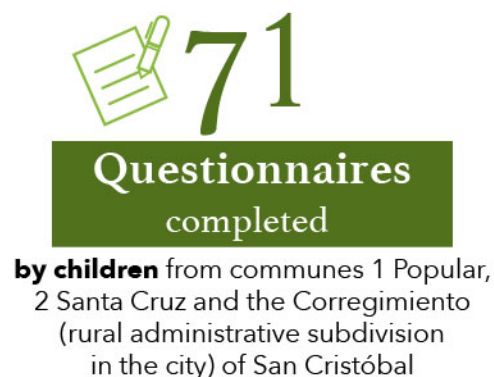 71
Questionnaires
completed
by children from communes 1 Popular,
2 Santa Cruz and the Corregimiento
(rural administrative subdivision
in the city) of San Cristóbal